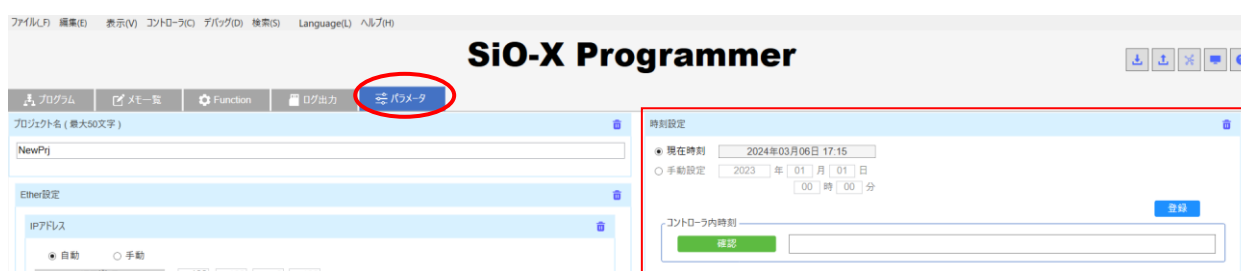 ファイル(_F) 編集(E) 表示(V) コントローラ(C) デバッグ(D) 検索(S) Language(L) ヘルプ(H)
SiO-X Programmer
プログラム メモ一覧 Function ログ出力 パラメータ
プロジェクト名 ( 最大50文字 )
NewPrj
Ether設定
IPアドレス
自動 手動
時刻設定
現在時刻 2024年03月06日 17:15
手動設定 2023 年 01 月 01 日
00 時 00 分
登録
コントローラ内時刻
確認